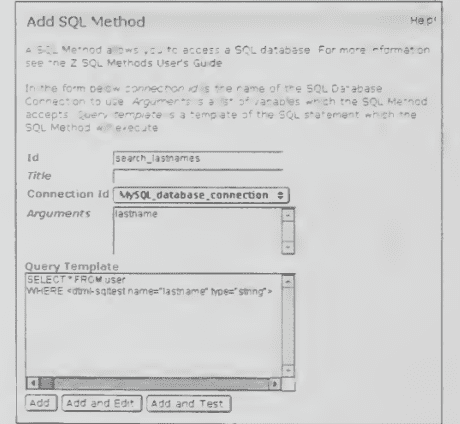 Add SQL Method
Help!
A SQL Method allows you to access a SQL database. For more information
see the Z SQL Methods User's Guide
In the form below connection id is the name of the SQL Database
Connection to use. Arguments is a list of variables which the SQL Method
accepts. Query template is a template of the SQL statement which the
SQL Method will execute
Id search_lastnames
Title
Connection Id MySQL_database_connection
Arguments lastname
Query Template
SELECT * FROM user
WHERE <dtml-sqltest name="lastname" type="string">
Add Add and Edit Add and Test